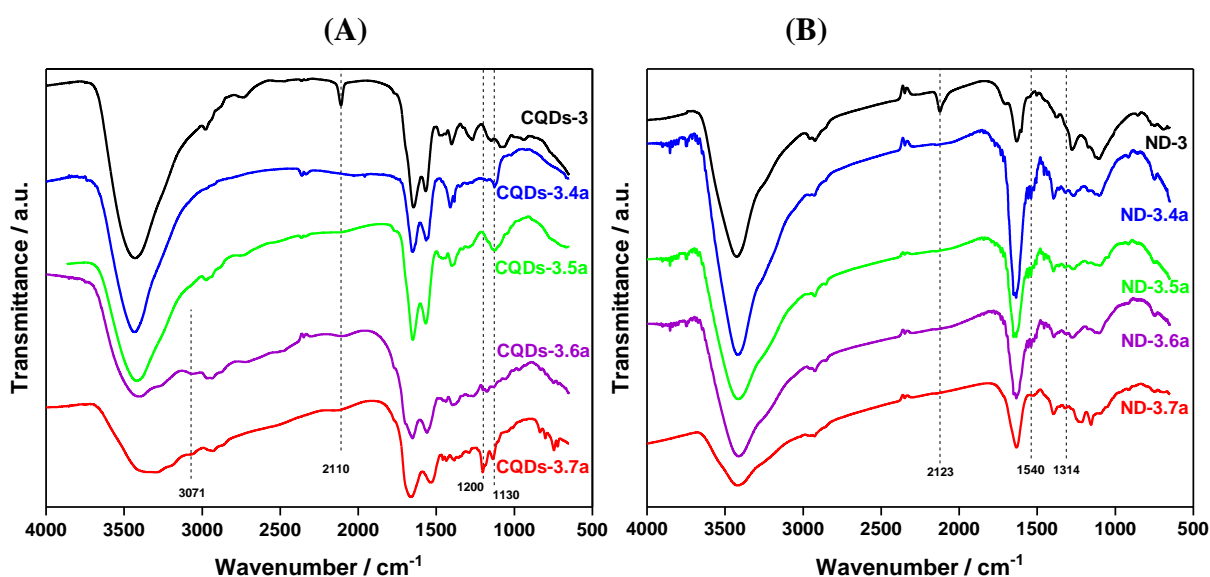 (A)
(B)
CQDs-3
CQDs-3.4a
CQDs-3.5a
CQDs-3.6a
CQDs-3.7a
3071
2110
1200
1130
4000 3500 3000 2500 2000 1500 1000 500
Wavenumber / cm-1
Transmittance / a.u.
ND-3
ND-3.4a
ND-3.5a
ND-3.6a
ND-3.7a
2123
1540
1314
4000 3500 3000 2500 2000 1500 1000 500
Wavenumber / cm-1
Transmittance / a.u.